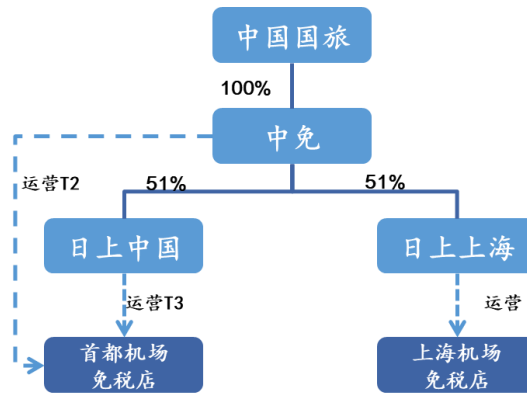 中国国旅
100%
中免
运营T2
51%
51%
日上中国
日上上海
运营T3
运营
首都机场
免税店
上海机场
免税店